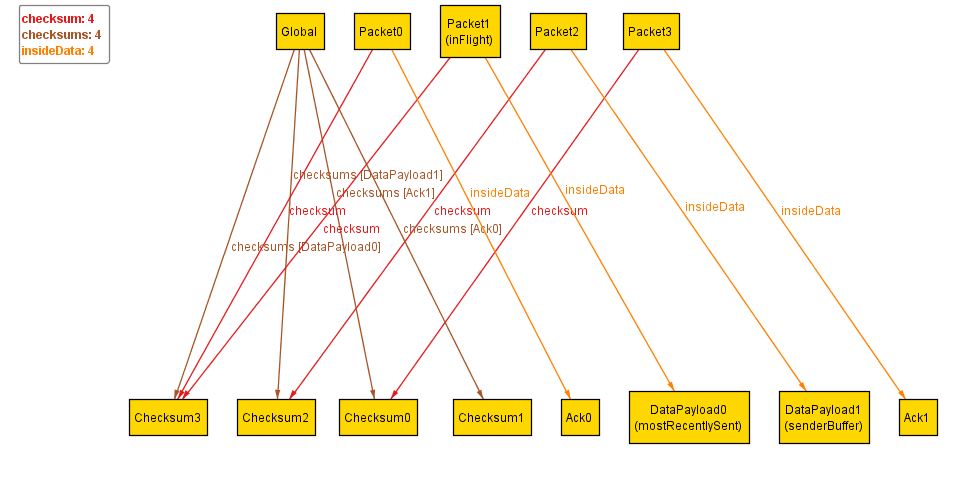 checksum: 4
checksums: 4
insideData: 4
Global
Packet0
Packet1
(inFlight)
Packet2
Packet3
checksums [DataPayload1]
checksums [Ack1]
insideData
insideData
checksum
checksum
checksum
insideData
insideData
checksum
checksums [Ack0]
checksums [DataPayload0]
Checksum3
Checksum2
Checksum0
Checksum1
Ack0
DataPayload0
(mostRecentlySent)
DataPayload1
(senderBuffer)
Ack1